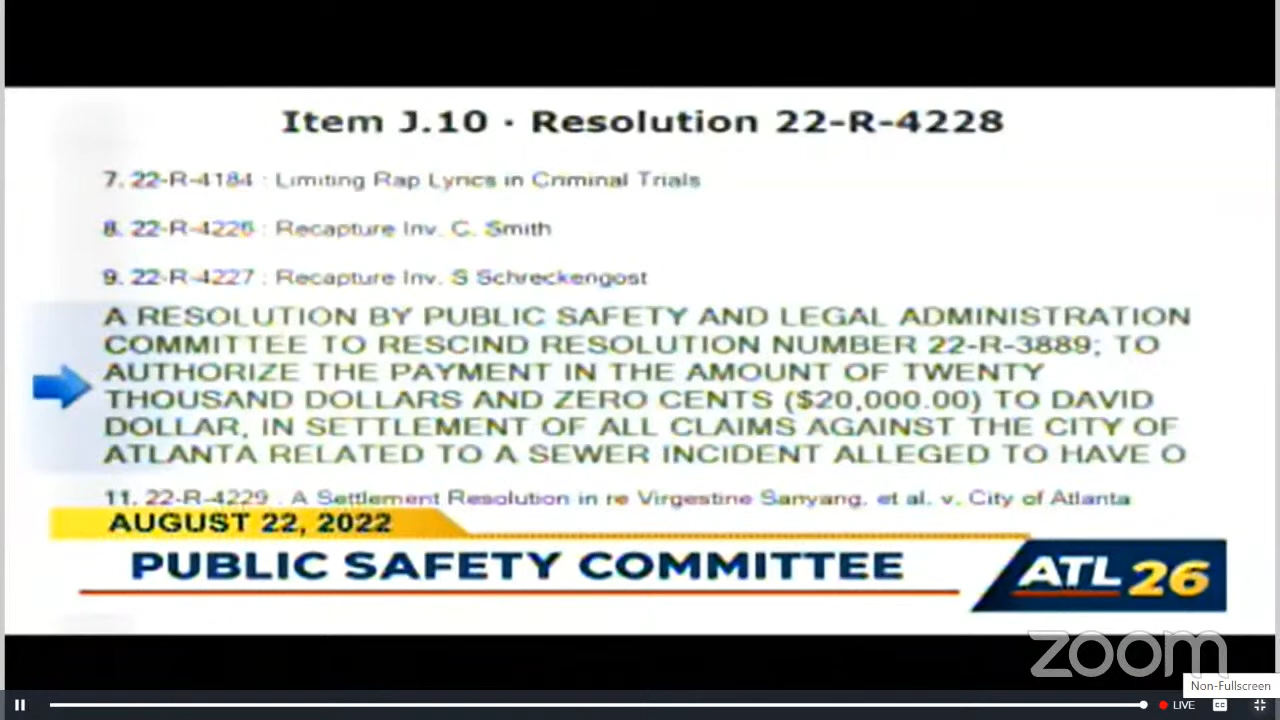 Item J.10 · Resolution 22-R-4228
7. 22-R-4184 : Limiting Rap Lyrics in Criminal Trials
8. 22-R-4226 : Recapture Inv. C. Smith
9. 22-R-4227 : Recapture Inv. S Schreckengost
A RESOLUTION BY PUBLIC SAFETY AND LEGAL ADMINISTRATION
COMMITTEE TO RESCIND RESOLUTION NUMBER 22-R-3889; TO
AUTHORIZE THE PAYMENT IN THE AMOUNT OF TWENTY
THOUSAND DOLLARS AND ZERO CENTS ($20,000.00) TO DAVID
DOLLAR, IN SETTLEMENT OF ALL CLAIMS AGAINST THE CITY OF
ATLANTA RELATED TO A SEWER INCIDENT ALLEGED TO HAVE O
11. 22-R-4229 : A Settlement Resolution in re Virgestine Sanyang, et al. v. City of Atlanta
AUGUST 22, 2022
PUBLIC SAFETY COMMITTEE
ATL 26
zoom
Non-Fullscreen
LIVE
CC